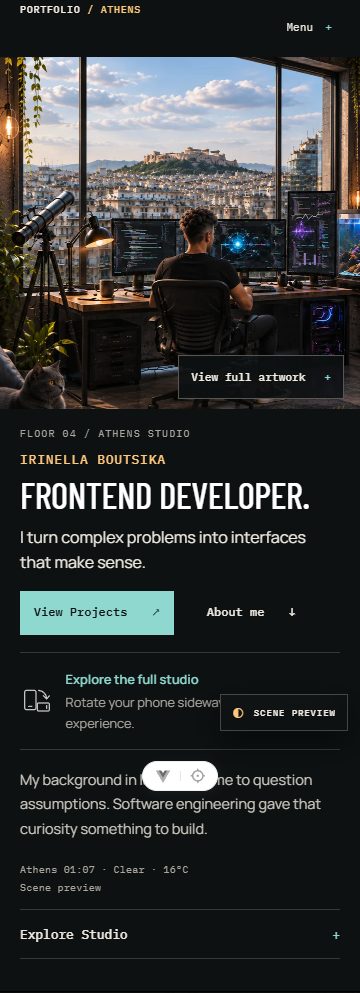 PORTFOLIO / ATHENS
Menu +
View full artwork +
FLOOR 04 / ATHENS STUDIO
IRINELLA BOUTSIKA
FRONTEND DEVELOPER.
I turn complex problems into interfaces
that make sense.
View Projects ↗
About me ↓
Explore the full studio
Rotate your phone
experience.
SCENE PREVIEW
My background in to question
assumptions. Software engineering gave that
curiosity something to build.
Athens 01:07 · Clear · 16°C
Scene preview
Explore Studio +